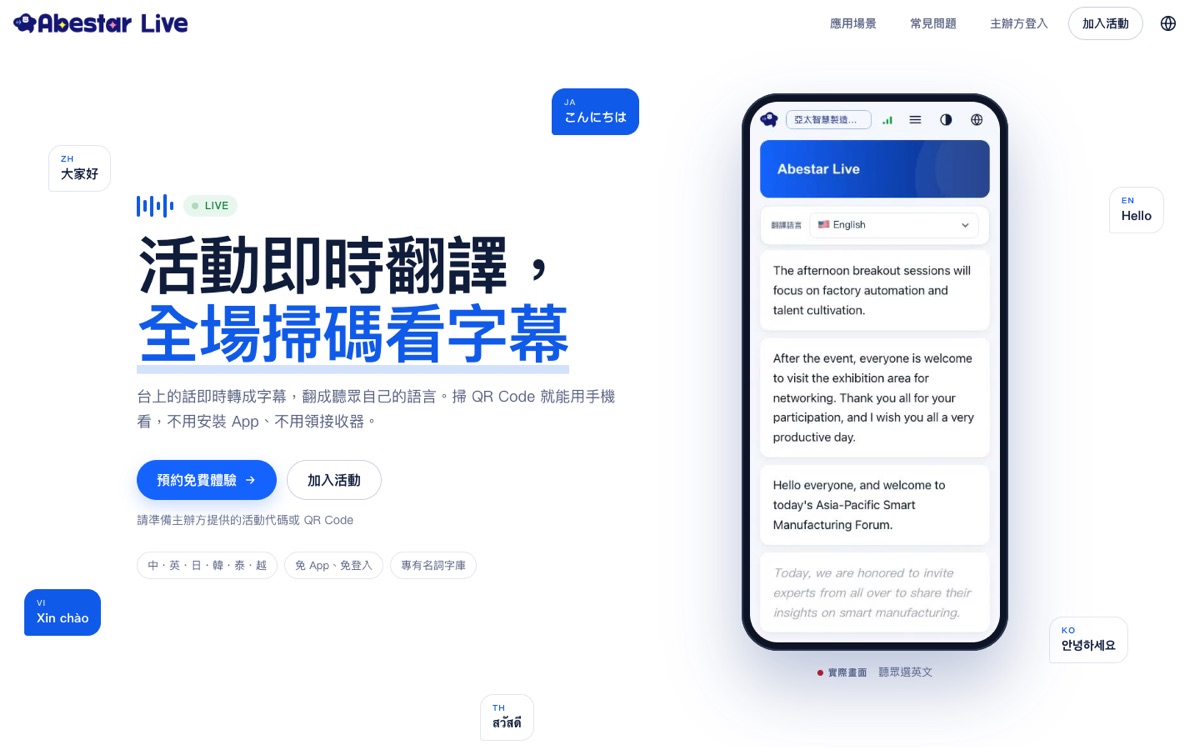 Abestar Live
應用場景
常見問題
主辦方登入
加入活動
JA
こんにちは
ZH
大家好
LIVE
活動即時翻譯，
全場掃碼看字幕
台上的話即時轉成字幕，翻成聽眾自己的語言。掃 QR Code 就能用手機
看，不用安裝 App、不用領接收器。
預約免費體驗 →
加入活動
請準備主辦方提供的活動代碼或 QR Code
中・英・日・韓・泰・越
免 App、免登入
專有名詞字庫
VI
Xin chào
TH
สวัสดี
亞太智慧製造...
Abestar Live
翻譯語言
English
The afternoon breakout sessions will
focus on factory automation and
talent cultivation.
After the event, everyone is welcome
to visit the exhibition area for
networking. Thank you all for your
participation, and I wish you all a very
productive day.
Hello everyone, and welcome to
today's Asia-Pacific Smart
Manufacturing Forum.
Today, we are honored to invite
experts from all over to share their
insights on smart manufacturing.
實際畫面 聽眾選英文
EN
Hello
KO
안녕하세요